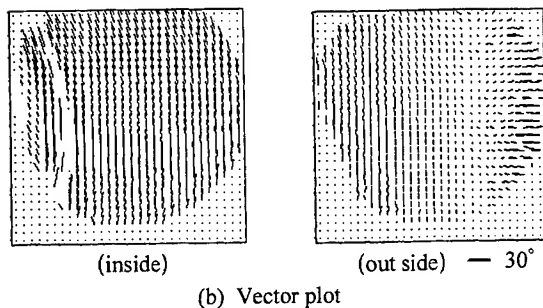 (inside)
(out side) — 30°
(b) Vector plot